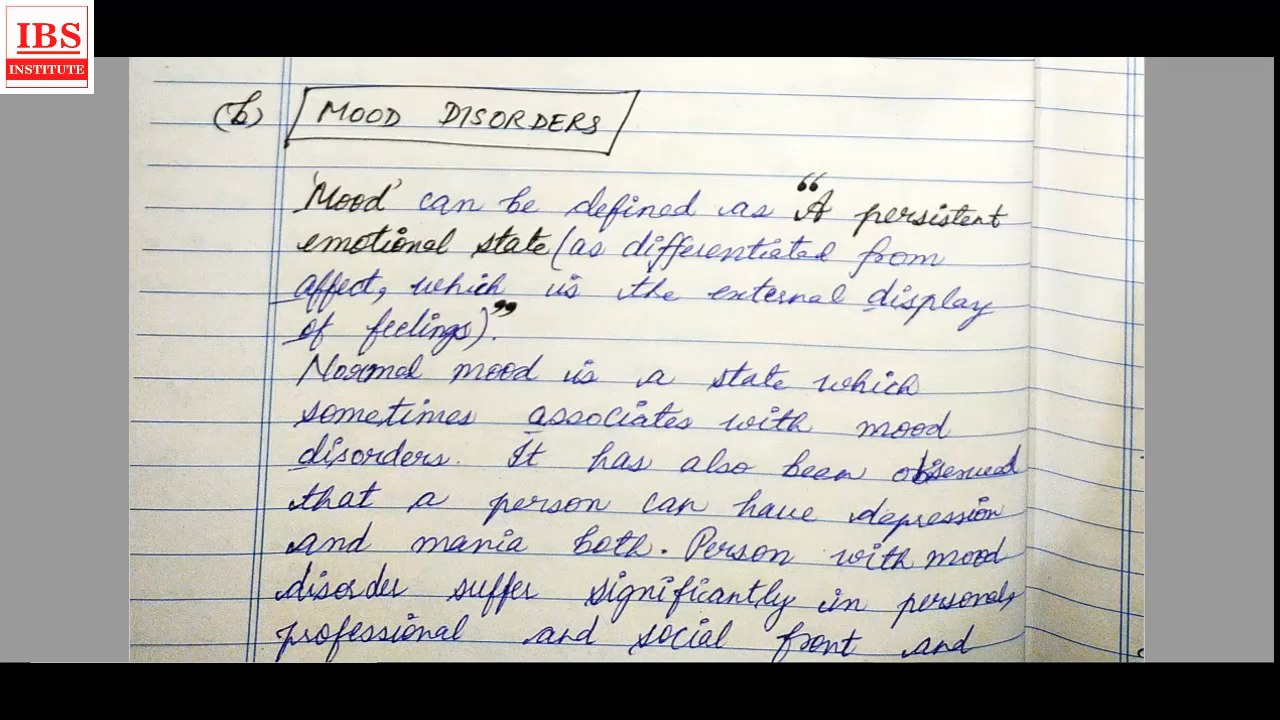 IBS
INSTITUTE
(b) MOOD DISORDERS
'Mood' can be defined as “A persistent
emotional state (as differentiated from
affect, which is the external display
of feelings)”.
Normal mood is a state which
sometimes associates with mood
disorders. It has also been observed
that a person can have depression
and mania both. Person with mood
disorder suffer significantly in personal,
professional and social front and